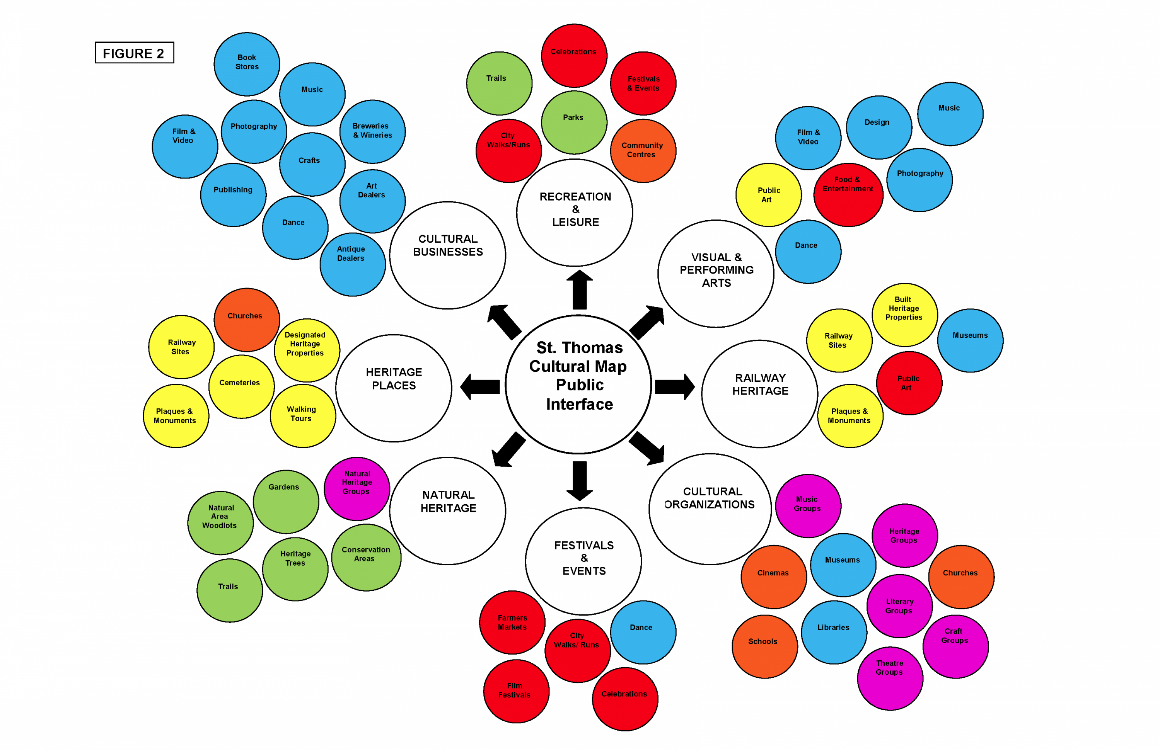 FIGURE 2
Book
Stores
Music
Film &
Video
Photography
Breweries
& Wineries
Crafts
Publishing
Art
Dealers
Dance
Antique
Dealers
CULTURAL
BUSINESSES
Celebrations
Trails
Festivals
& Events
Parks
City
Walks/Runs
Community
Centres
RECREATION
&
LEISURE
Music
Design
Film &
Video
Photography
Food &
Entertainment
Public
Art
Dance
VISUAL &
PERFORMING
ARTS
Churches
Railway
Sites
Designated
Heritage
Properties
Cemeteries
Plaques &
Monuments
Walking
Tours
HERITAGE
PLACES
St. Thomas
Cultural Map
Public
Interface
RAILWAY
HERITAGE
Built
Heritage
Properties
Railway
Sites
Museums
Public
Art
Plaques &
Monuments
Natural
Heritage
Groups
Gardens
Natural
Area
Woodlots
Heritage
Trees
Conservation
Areas
Trails
NATURAL
HERITAGE
FESTIVALS
&
EVENTS
Farmers
Markets
City
Walks/ Runs
Dance
Film
Festivals
Celebrations
CULTURAL
ORGANIZATIONS
Music
Groups
Heritage
Groups
Museums
Cinemas
Churches
Literary
Groups
Libraries
Schools
Craft
Groups
Theatre
Groups